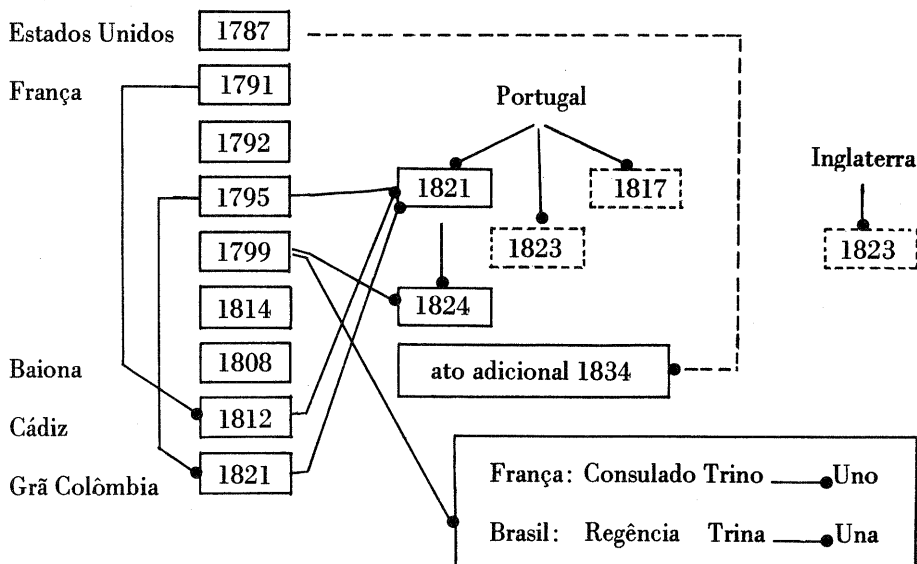 Estados Unidos 1787
França 1791
Portugal
1792
Inglaterra
1795 1821 1817
1799 1823 1823
1814 1824
Baiona 1808 ato adicional 1834
Cádiz 1812
Grã Colômbia 1821
França: Consulado Trino Uno
Brasil: Regência Trina Una